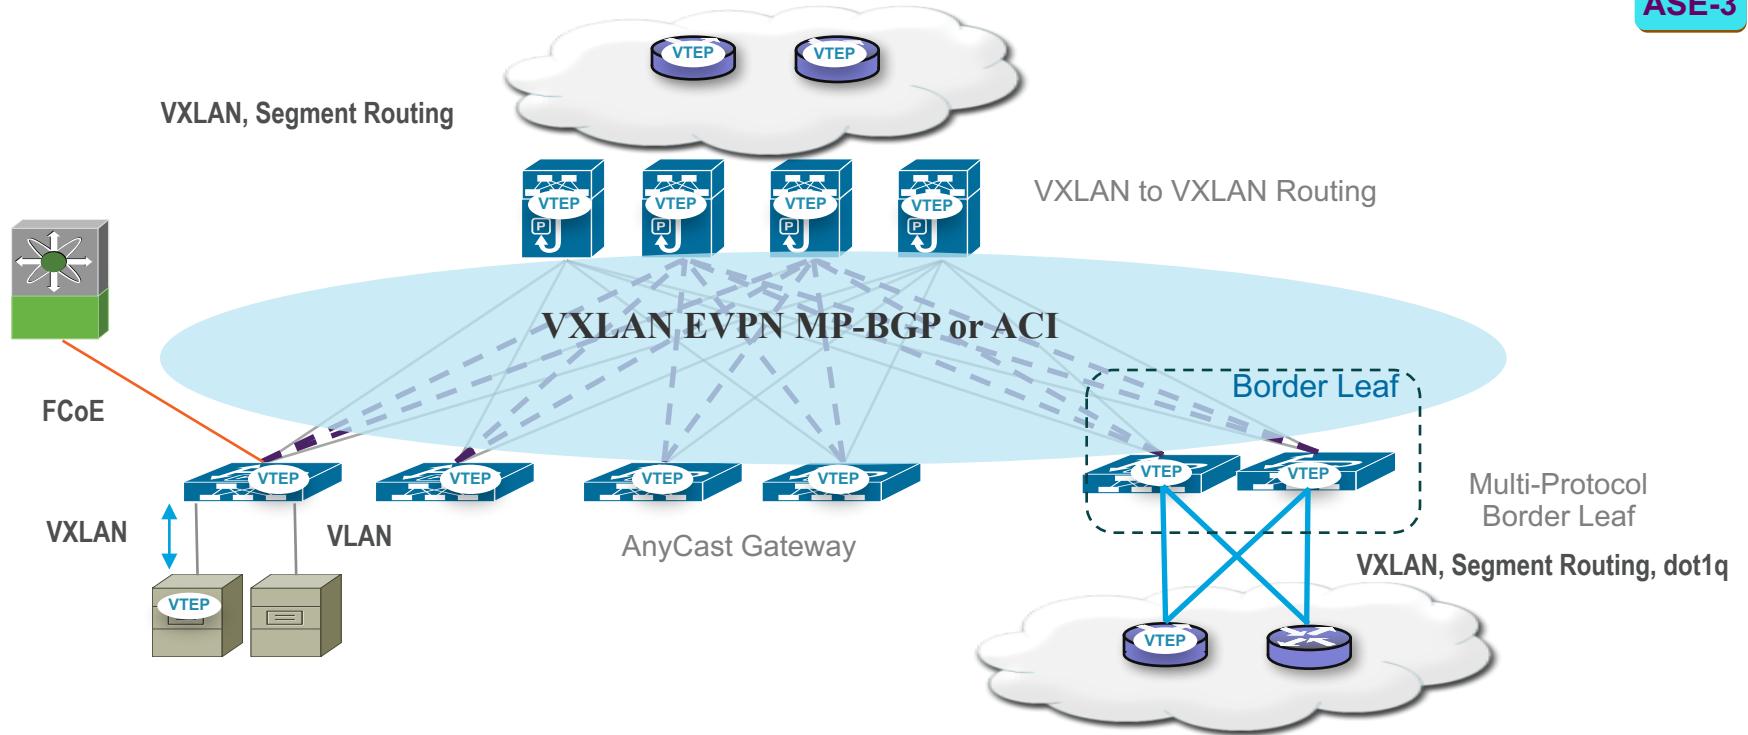 ASE-3
VTEP
VTEP
VXLAN, Segment Routing
VTEP
VTEP
VTEP
VTEP
P
P
P
P
VXLAN to VXLAN Routing
VXLAN EVPN MP-BGP or ACI
FCoE
Border Leaf
VTEP
VTEP
VTEP
VTEP
VTEP
VTEP
Multi-Protocol
Border Leaf
VXLAN
VLAN
AnyCast Gateway
VXLAN, Segment Routing, dot1q
VTEP
VTEP